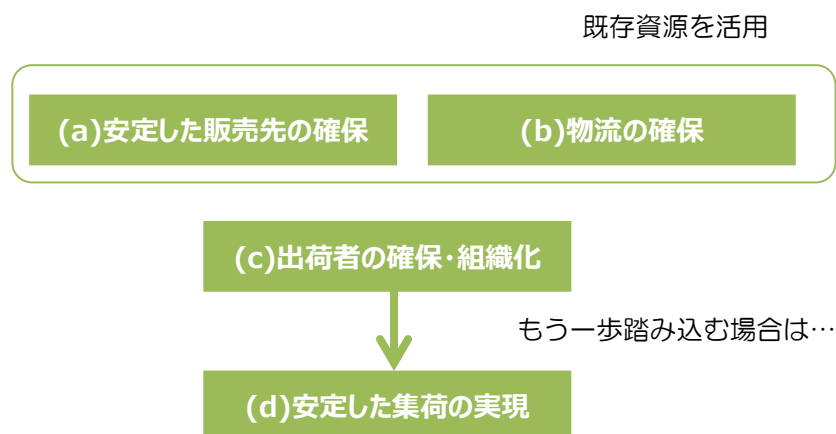 既存資源を活用
(a)安定した販売先の確保
(b)物流の確保
(c)出荷者の確保・組織化
もう一歩踏み込む場合は…
(d)安定した集荷の実現